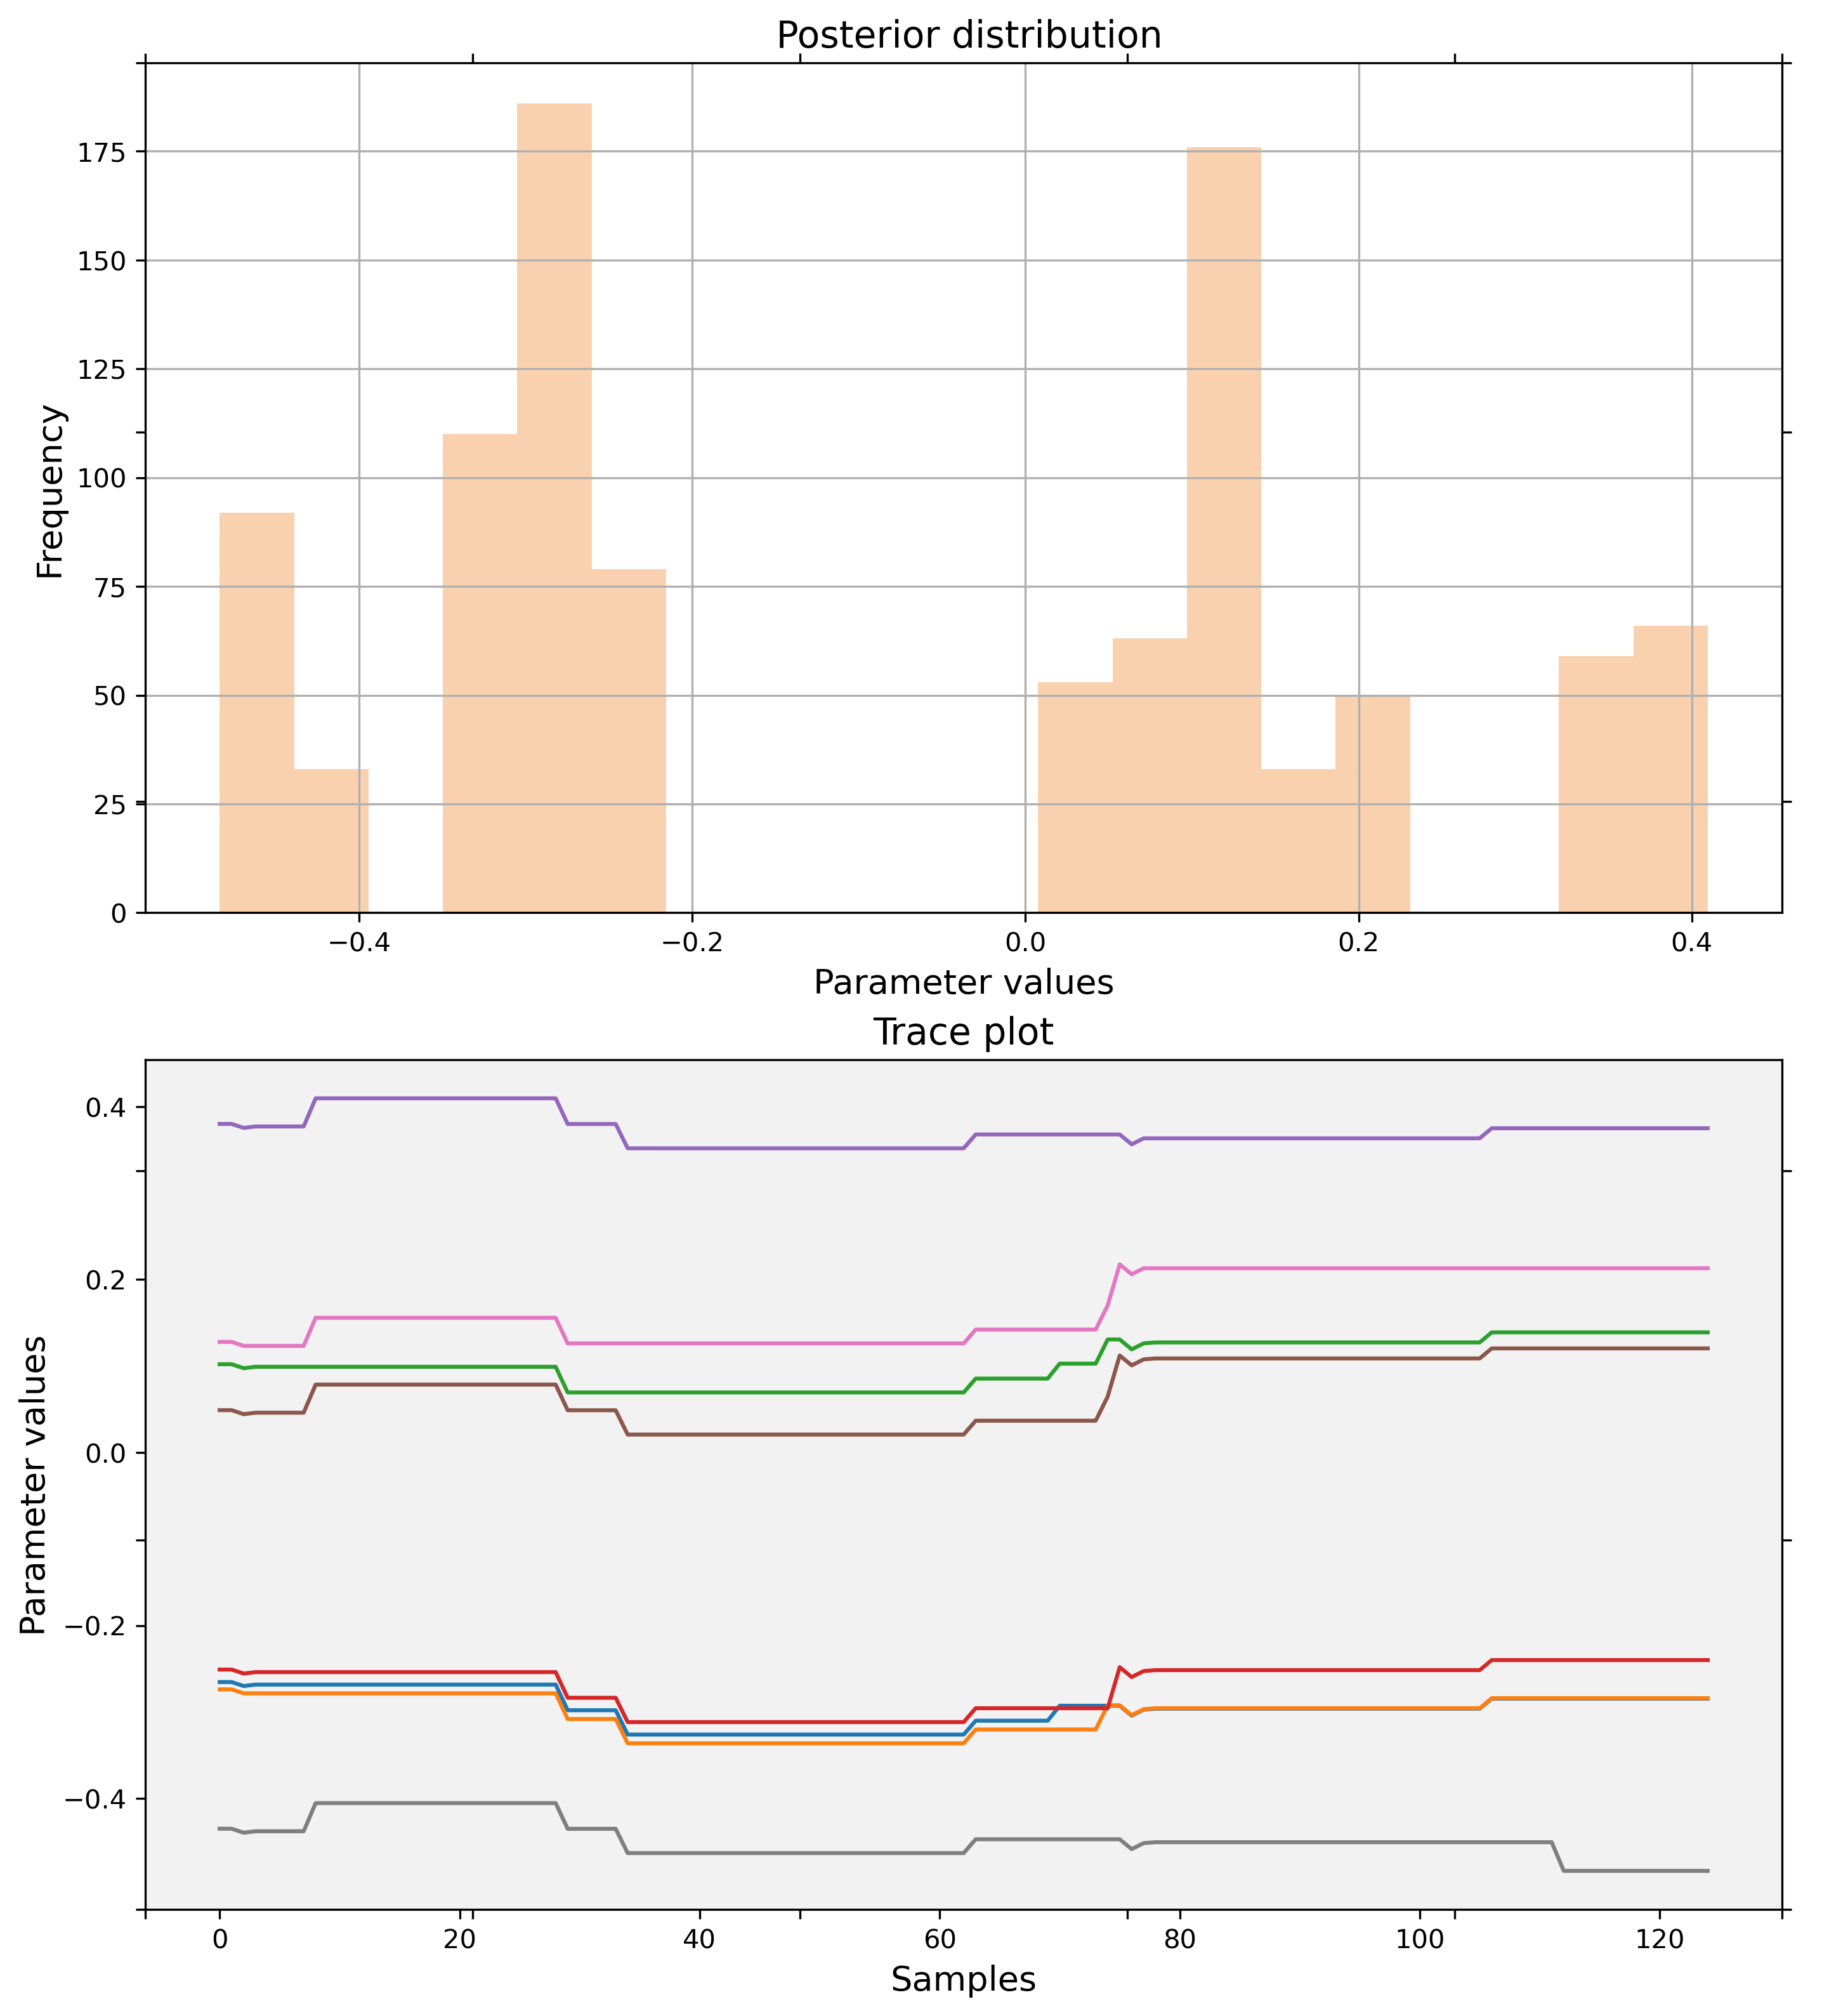 Posterior distribution
175
150
125
100
75
50
25
0
Frequency
−0.4 −0.2 0.0 0.2 0.4
Parameter values
Trace plot
0.4
0.2
0.0
−0.2
−0.4
Parameter values
0 20 40 60 80 100 120
Samples